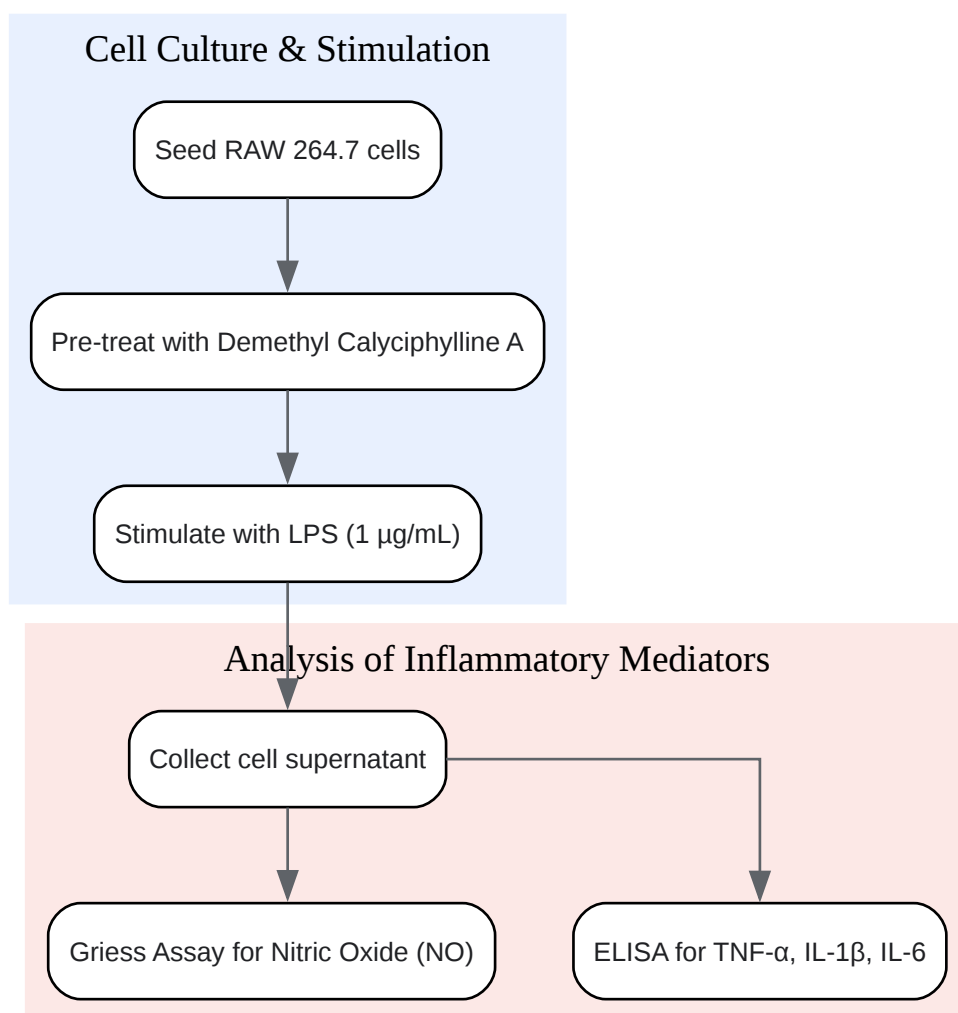 Cell Culture & Stimulation
Seed RAW 264.7 cells
Pre-treat with Demethyl Calyciphylline A
Stimulate with LPS (1 µg/mL)
Analysis of Inflammatory Mediators
Collect cell supernatant
Griess Assay for Nitric Oxide (NO)
ELISA for TNF-α, IL-1β, IL-6